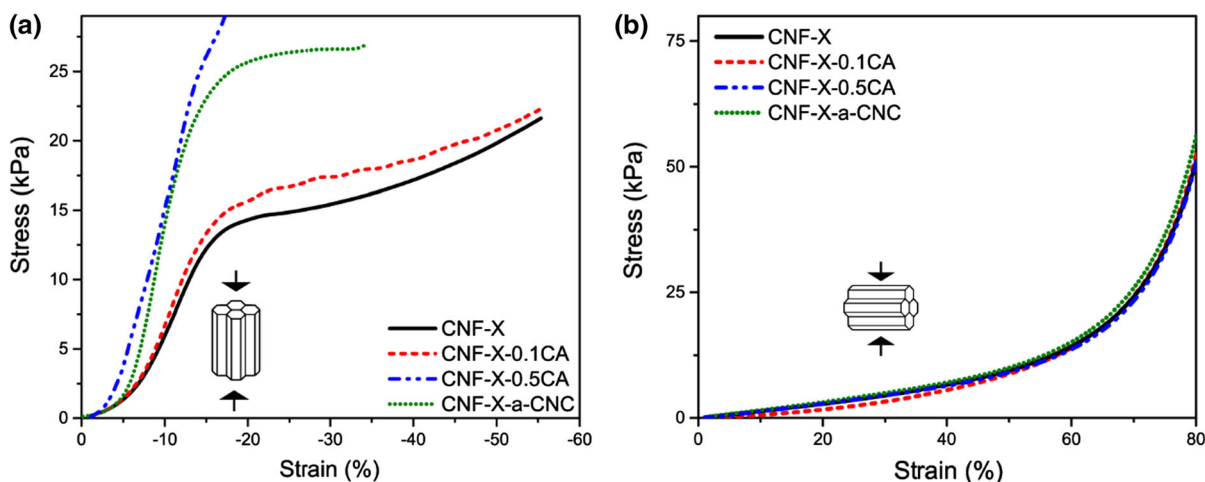 (a)
Stress (kPa)
25
20
15
10
5
0
0 -10 -20 -30 -40 -50 -60
Strain (%)
CNF-X
CNF-X-0.1CA
CNF-X-0.5CA
CNF-X-a-CNC
(b)
Stress (kPa)
75
50
25
0
0 20 40 60 80
Strain (%)
CNF-X
CNF-X-0.1CA
CNF-X-0.5CA
CNF-X-a-CNC